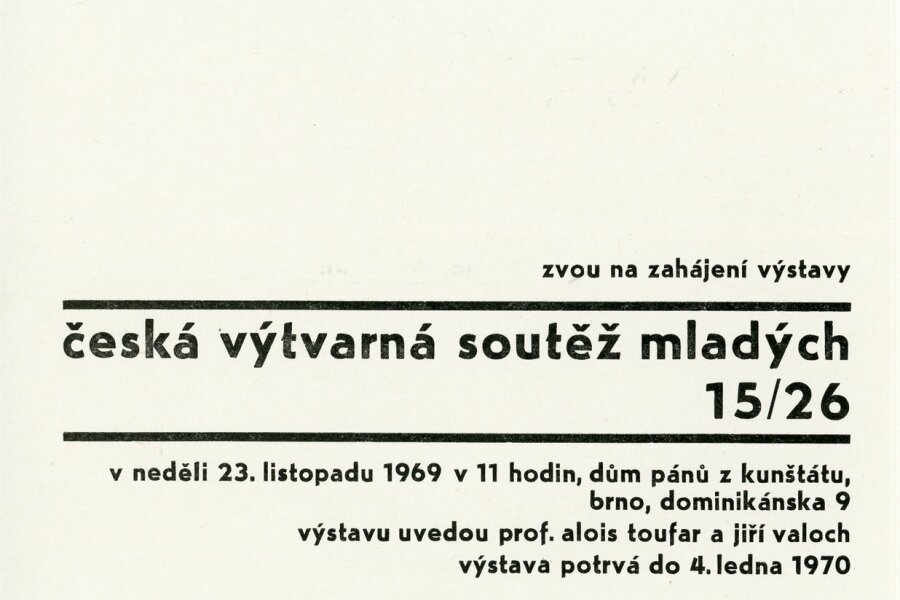 zvou na zahájení výstavy
česká výtvarná soutěž mladých
15/26
v neděli 23. listopadu 1969 v 11 hodin, dům pánů z kunštátu,
brno, dominikánska 9
výstavu uvedou prof. alois toufar a jiří valoch
výstava potrvá do 4. ledna 1970